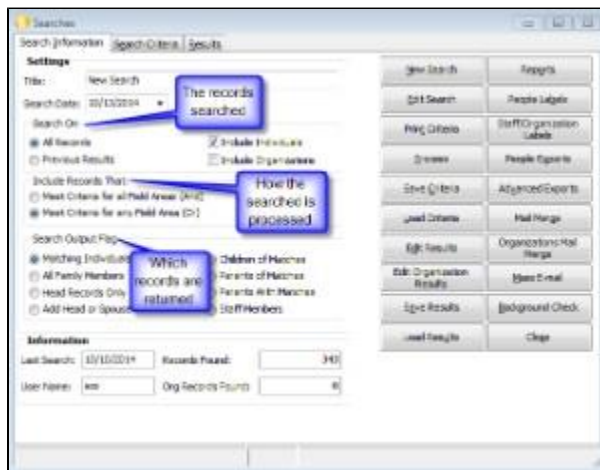 Searches
Search Information Search Criteria Results
Settings
Title: New Search
Search Date: 10/13/2014
The records searched
Search On
All Records
Include Individuals
Previous Results
Include Organizations
Include Records That:
Meet Criteria for all Field Areas (And)
Meet Criteria for any Field Area (Or)
How the searched is processed
Search Output Flag
Matching Individuals
Children of Matches
All Family Members
Parents of Matches
Head Records Only
Parents With Matches
Add Head or Spouse
Staff Members
Which records are returned
Information
Last Search: 10/10/2014 Records Found: 343
User Name: Org Records Found: 0
New Search Reports
Edit Search People Labels
Print Criteria Staff/Organization Labels
People Exports
Save Criteria Advanced Exports
Load Criteria Mail Merge
Edit Results Organizations Mail Merge
Edit Organization Results Mass E-mail
Save Results Background Check
Load Results Close